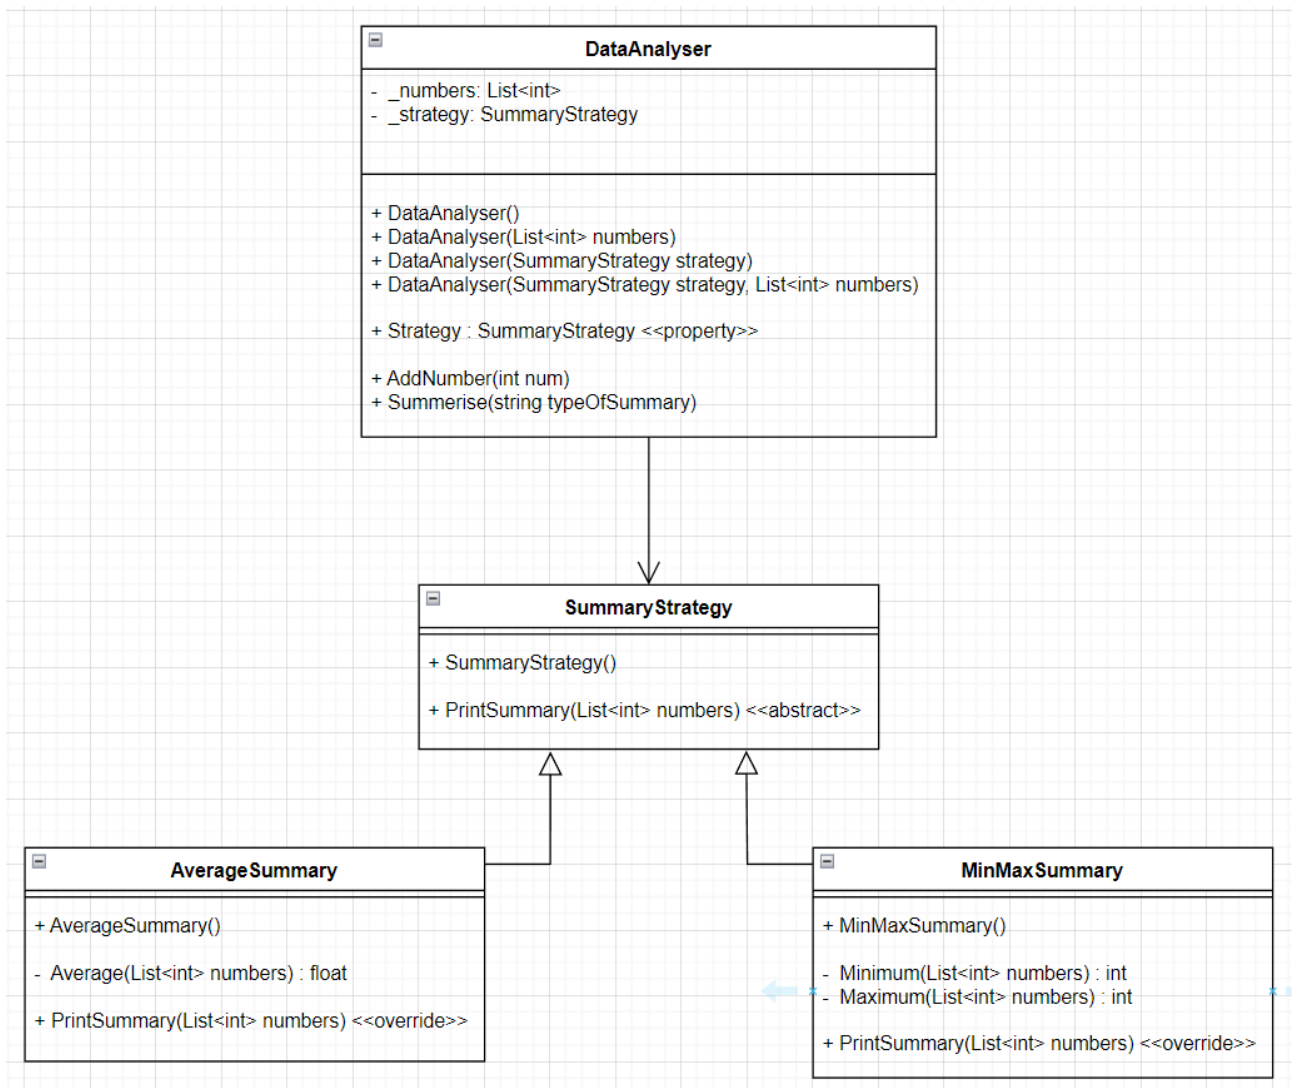 DataAnalyser
- _numbers: List<int>
- _strategy: SummaryStrategy
+ DataAnalyser()
+ DataAnalyser(List<int> numbers)
+ DataAnalyser(SummaryStrategy strategy)
+ DataAnalyser(SummaryStrategy strategy, List<int> numbers)
+ Strategy : SummaryStrategy <<property>>
+ AddNumber(int num)
+ Summerise(string typeOfSummary)
SummaryStrategy
+ SummaryStrategy()
+ PrintSummary(List<int> numbers) <<abstract>>
AverageSummary
+ AverageSummary()
- Average(List<int> numbers) : float
+ PrintSummary(List<int> numbers) <<override>>
MinMaxSummary
+ MinMaxSummary()
- Minimum(List<int> numbers) : int
- Maximum(List<int> numbers) : int
+ PrintSummary(List<int> numbers) <<override>>